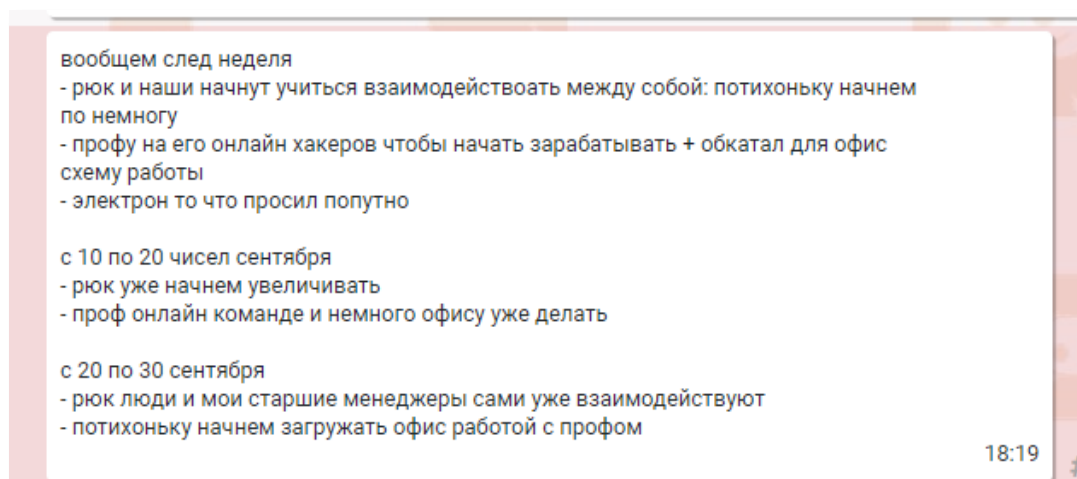 вообщем след неделя
- рюк и наши начнут учиться взаимодействоать между собой: потихоньку начнем
по немногу
- профу на его онлайн хакеров чтобы начать зарабатывать + обкатал для офис
схему работы
- электрон то что просил попутно

с 10 по 20 чисел сентября
- рюк уже начнем увеличивать
- проф онлайн команде и немного офису уже делать

с 20 по 30 сентября
- рюк люди и мои старшие менеджеры сами уже взаимодействуют
- потихоньку начнем загружать офис работой с профом
18:19